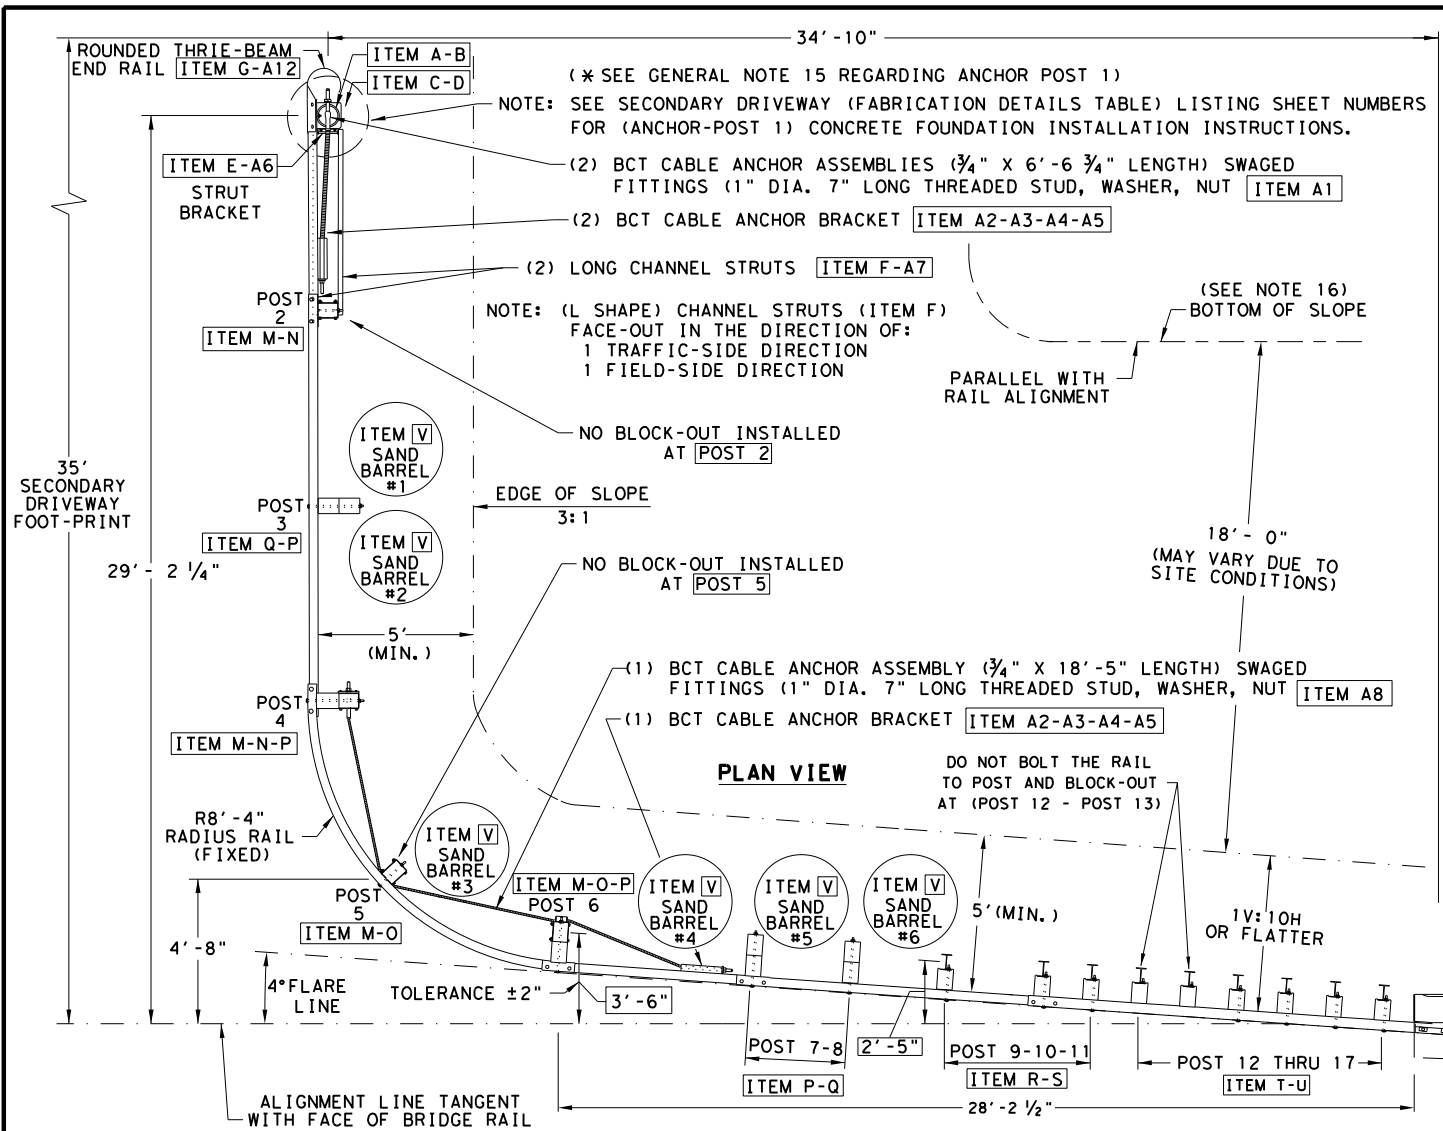 34'-10"
ROUNDED THRIE-BEAM
END RAIL ITEM G-A12
ITEM A-B
ITEM C-D
(* SEE GENERAL NOTE 15 REGARDING ANCHOR POST 1)
NOTE: SEE SECONDARY DRIVEWAY (FABRICATION DETAILS TABLE) LISTING SHEET NUMBERS
FOR (ANCHOR-POST 1) CONCRETE FOUNDATION INSTALLATION INSTRUCTIONS.
ITEM E-A6
STRUT
BRACKET
(2) BCT CABLE ANCHOR ASSEMBLIES (3/4" X 6'-6 3/4" LENGTH) SWAGED
FITTINGS (1" DIA. 7" LONG THREADED STUD, WASHER, NUT ITEM A1
(2) BCT CABLE ANCHOR BRACKET ITEM A2-A3-A4-A5
(2) LONG CHANNEL STRUTS ITEM F-A7
POST
2
ITEM M-N
NOTE: (L SHAPE) CHANNEL STRUTS (ITEM F)
FACE-OUT IN THE DIRECTION OF:
1 TRAFFIC-SIDE DIRECTION
1 FIELD-SIDE DIRECTION
(SEE NOTE 16)
BOTTOM OF SLOPE
PARALLEL WITH
RAIL ALIGNMENT
NO BLOCK-OUT INSTALLED
AT POST 2
ITEM V
SAND
BARREL
#1
35'
SECONDARY
DRIVEWAY
FOOT-PRINT
EDGE OF SLOPE
3:1
POST
3
ITEM Q-P
ITEM V
SAND
BARREL
#2
29'- 2 1/4"
NO BLOCK-OUT INSTALLED
AT POST 5
18'- 0"
(MAY VARY DUE TO
SITE CONDITIONS)
5'
(MIN.)
(1) BCT CABLE ANCHOR ASSEMBLY (3/4" X 18'-5" LENGTH) SWAGED
FITTINGS (1" DIA. 7" LONG THREADED STUD, WASHER, NUT ITEM A8
(1) BCT CABLE ANCHOR BRACKET ITEM A2-A3-A4-A5
POST
4
ITEM M-N-P
PLAN VIEW
DO NOT BOLT THE RAIL
TO POST AND BLOCK-OUT
AT (POST 12 - POST 13)
R8'-4"
RADIUS RAIL
(FIXED)
ITEM V
SAND
BARREL
#3
POST
5
ITEM M-O
ITEM M-O-P
POST 6
ITEM V
SAND
BARREL
#4
ITEM V
SAND
BARREL
#5
ITEM V
SAND
BARREL
#6
5'(MIN.)
1V:10H
OR FLATTER
4'-8"
4° FLARE
LINE
TOLERANCE ±2"
3'-6"
2'-5"
POST 7-8
ITEM P-Q
POST 9-10-11
ITEM R-S
POST 12 THRU 17
ITEM T-U
28'-2 1/2"
ALIGNMENT LINE TANGENT
WITH FACE OF BRIDGE RAIL